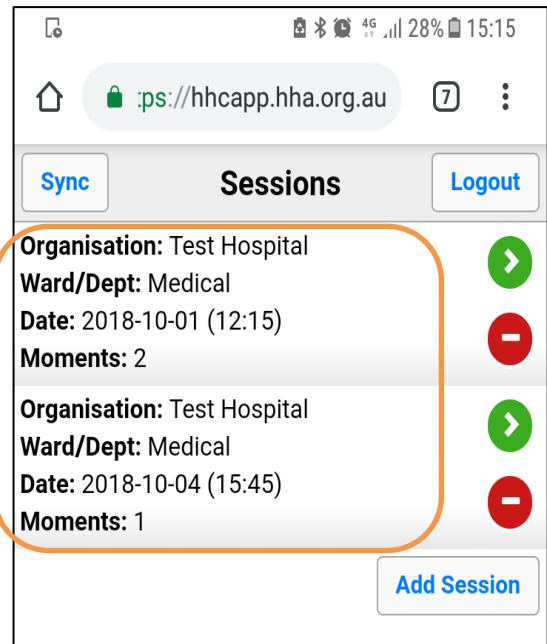 4G 28% 15:15
tps://hhcapp.hha.org.au 7
Sync Sessions Logout
Organisation: Test Hospital
Ward/Dept: Medical
Date: 2018-10-01 (12:15)
Moments: 2
Organisation: Test Hospital
Ward/Dept: Medical
Date: 2018-10-04 (15:45)
Moments: 1
Add Session